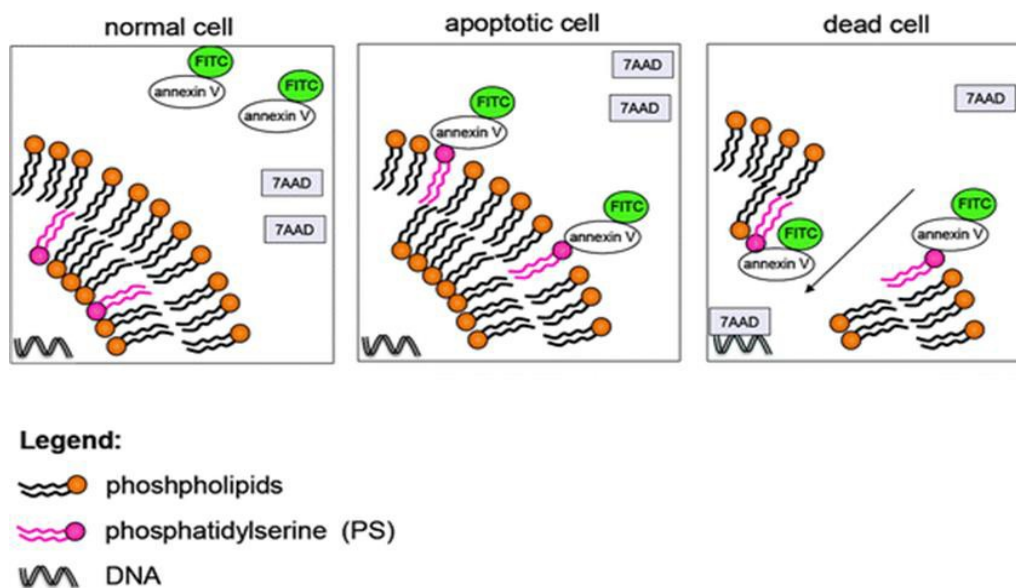 normal cell
apoptotic cell
dead cell
FITC
annexin V
FITC
annexin V
7AAD
7AAD
7AAD
7AAD
FITC
annexin V
FITC
annexin V
7AAD
FITC
annexin V
FITC
annexin V
7AAD
Legend:
phoshpholipids
phosphatidylserine (PS)
DNA